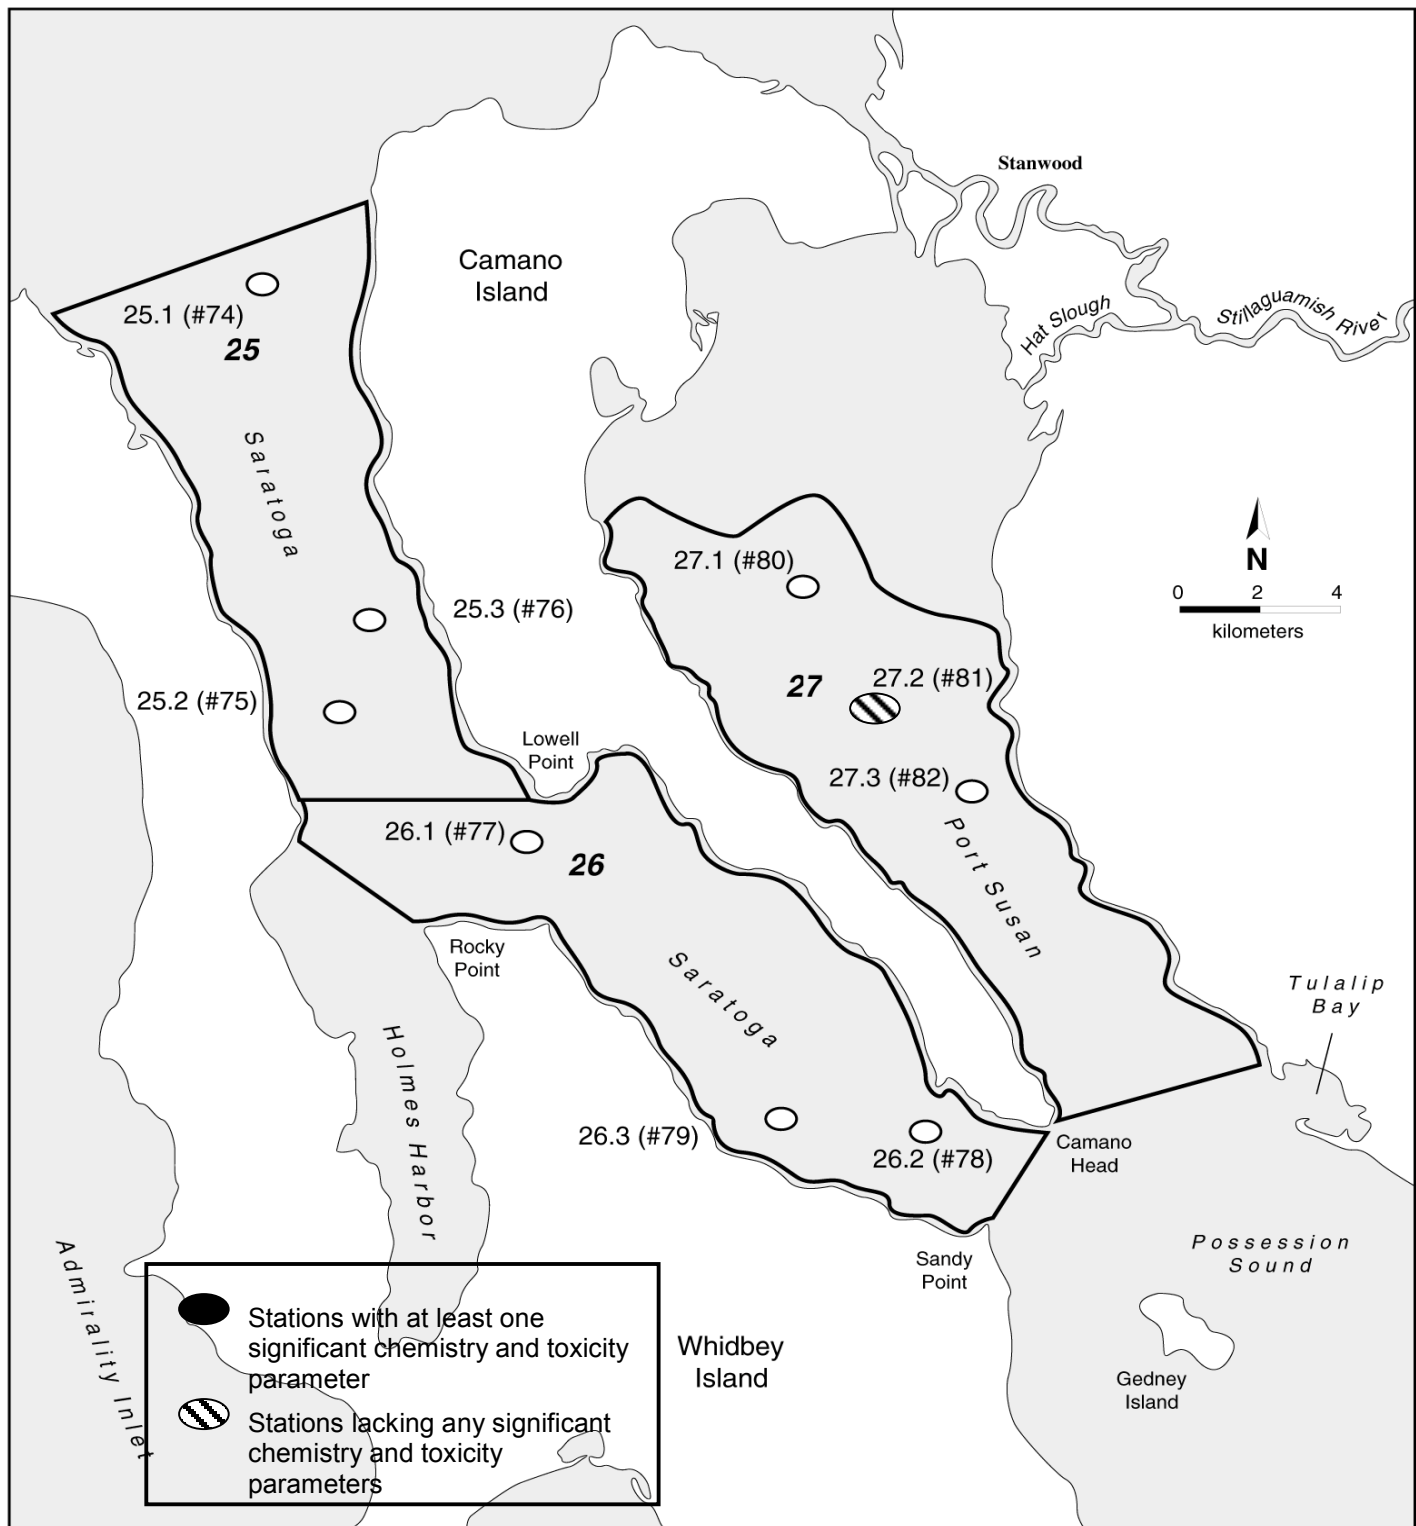 Stanwood
Camano
Island
Hat Slough
Stillaguamish River
25.1 (#74)
25
Saratoga
27.1 (#80)
N
0 2 4
kilometers
25.3 (#76)
27.2 (#81)
27
25.2 (#75)
Lowell
Point
27.3 (#82)
26.1 (#77)
26
Port Susan
Rocky
Point
Saratoga
Tulalip
Bay
Holmes Harbor
26.3 (#79)
26.2 (#78)
Camano
Head
Possession
Sound
Sandy
Point
Admirality Inlet
Gedney
Island
Whidbey
Island
Stations with at least one
significant chemistry and toxicity
parameter
Stations lacking any significant
chemistry and toxicity
parameters